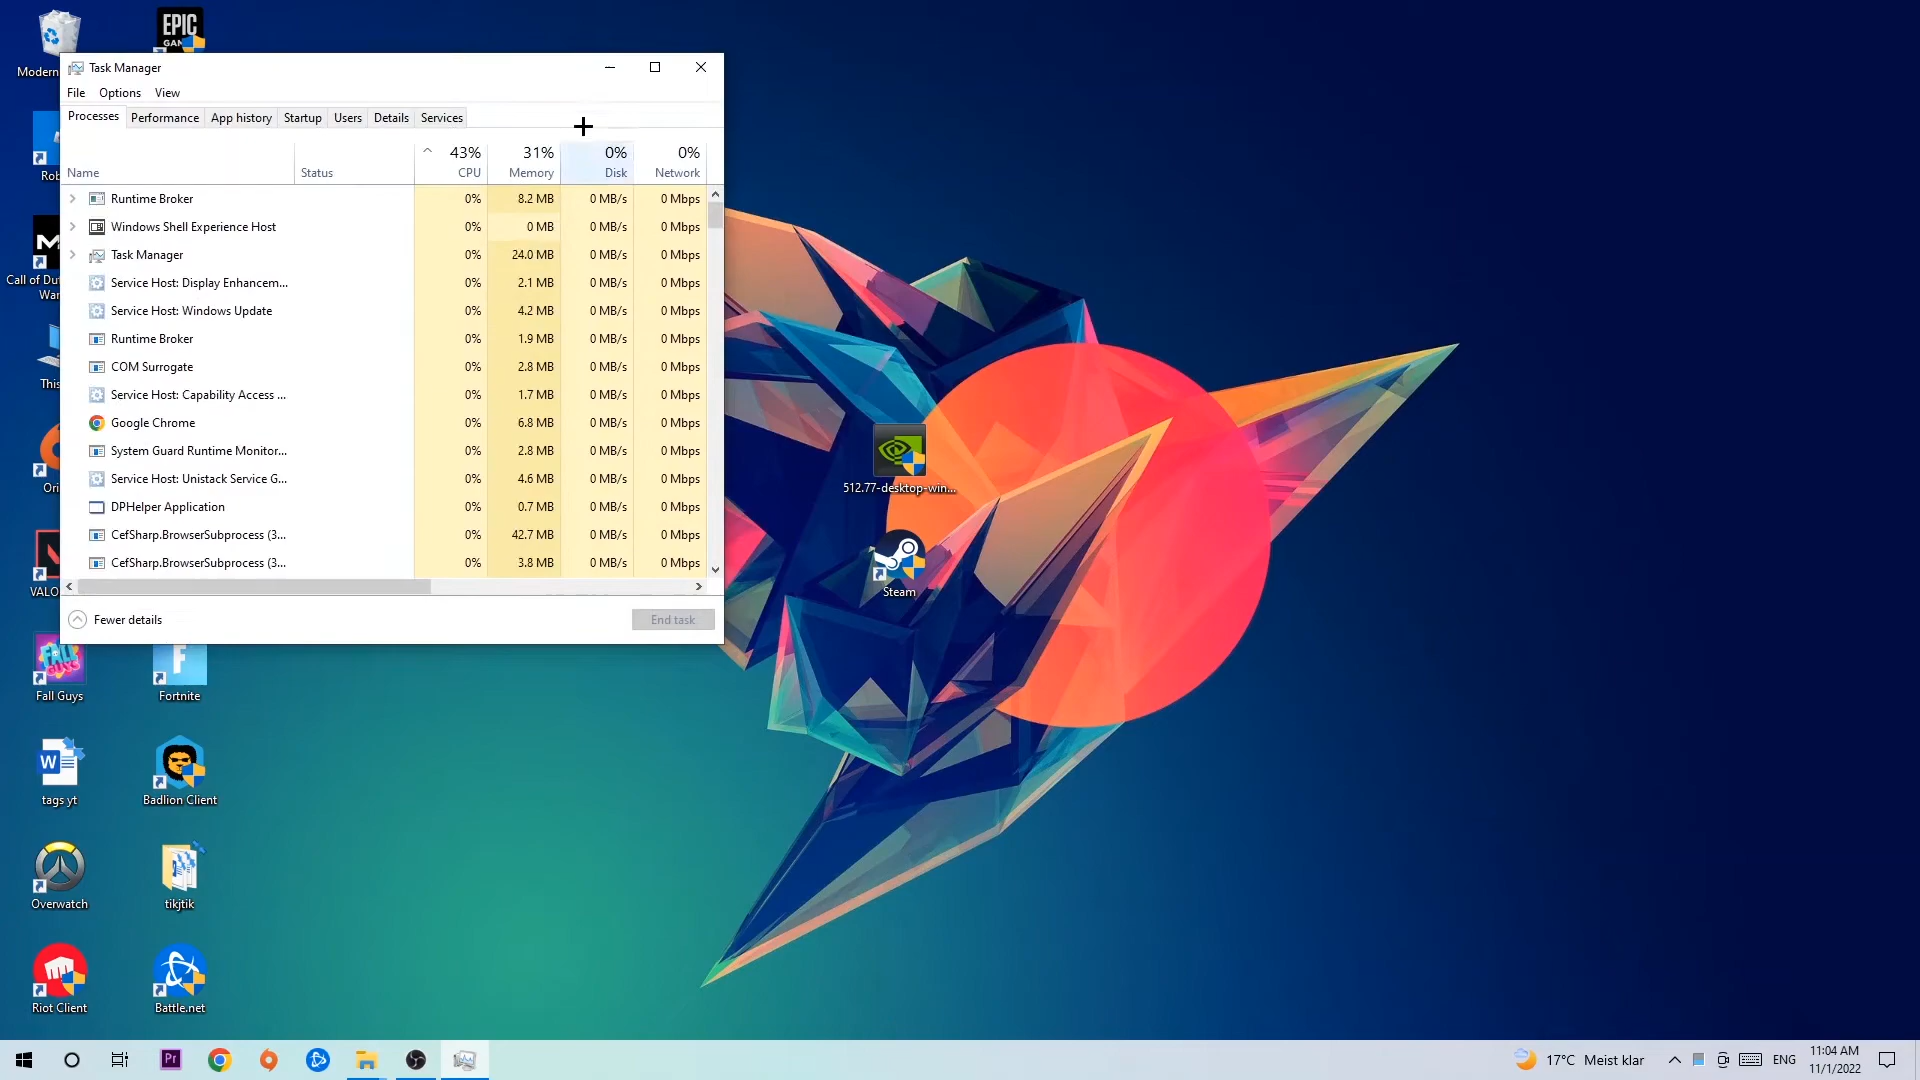 EPIC
GAM
Modern
Task Manager
File Options View
Processes Performance App history Startup Users Details Services
43% 31% 0% 0%
Name Status CPU Memory Disk Network
Runtime Broker 0% 8.2 MB 0 MB/s 0 Mbps
Windows Shell Experience Host 0% 0 MB 0 MB/s 0 Mbps
Task Manager 0% 24.0 MB 0 MB/s 0 Mbps
Service Host: Display Enhancem... 0% 2.1 MB 0 MB/s 0 Mbps
Service Host: Windows Update 0% 4.2 MB 0 MB/s 0 Mbps
Runtime Broker 0% 1.9 MB 0 MB/s 0 Mbps
COM Surrogate 0% 2.8 MB 0 MB/s 0 Mbps
Service Host: Capability Access ... 0% 1.7 MB 0 MB/s 0 Mbps
Google Chrome 0% 6.8 MB 0 MB/s 0 Mbps
System Guard Runtime Monitor... 0% 2.8 MB 0 MB/s 0 Mbps
Service Host: Unistack Service G... 0% 4.6 MB 0 MB/s 0 Mbps
DPHelper Application 0% 0.7 MB 0 MB/s 0 Mbps
CefSharp.BrowserSubprocess (3... 0% 42.7 MB 0 MB/s 0 Mbps
CefSharp.BrowserSubprocess (3... 0% 3.8 MB 0 MB/s 0 Mbps
Fewer details End task
Rob
Call of Du
War
This
Ori
VALO
512.77-desktop-win...
Steam
Fall Guys
Fortnite
tags yt
Badlion Client
Overwatch
tikjtik
Riot Client
Battle.net
Pr
17°C Meist klar
ENG
11:04 AM
11/1/2022